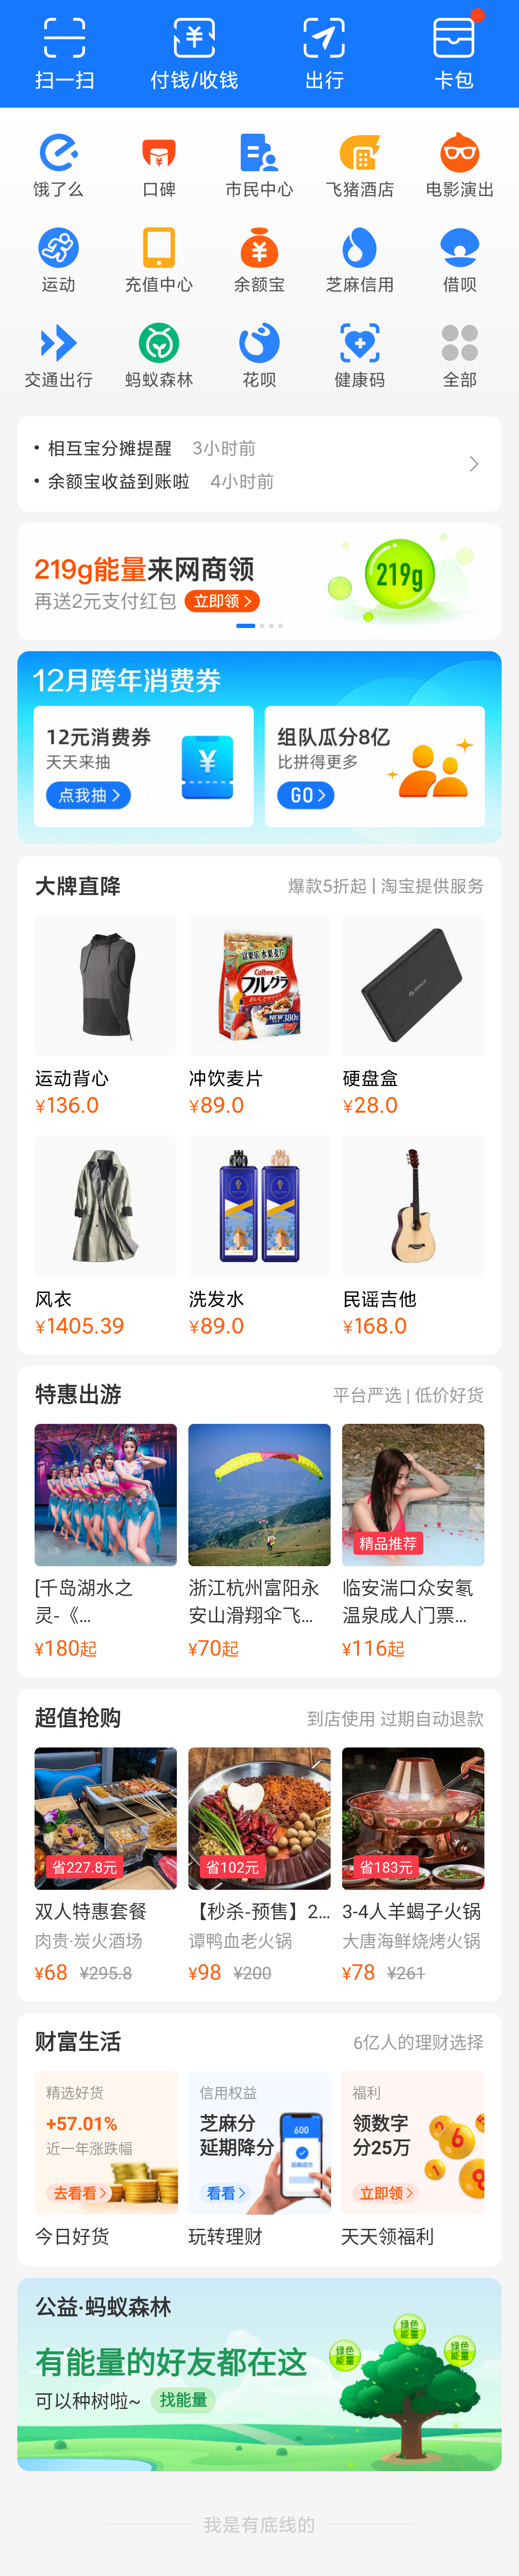 扫一扫 付钱/收钱 出行 卡包
饿了么 口碑 市民中心 飞猪酒店 电影演出
运动 充值中心 余额宝 芝麻信用 借呗
交通出行 蚂蚁森林 花呗 健康码 全部
• 相互宝分摊提醒 3小时前
• 余额宝收益到账啦 4小时前
219g能量来网商领
再送2元支付红包 立即领
219g
12月跨年消费券
12元消费券
天天来抽
点我抽
¥
组队瓜分8亿
比拼得更多
GO
大牌直降 爆款5折起 | 淘宝提供服务
富果乐 水果麦片
Calbee
フルグラ
NEW 380g
运动背心 冲饮麦片 硬盘盒
¥136.0 ¥89.0 ¥28.0
风衣 洗发水 民谣吉他
¥1405.39 ¥89.0 ¥168.0
特惠出游 平台严选 | 低价好货
精品推荐
[千岛湖水之
灵-《...
¥180起
浙江杭州富阳永
安山滑翔伞飞...
¥70起
临安湍口众安氡
温泉成人门票...
¥116起
超值抢购 到店使用 过期自动退款
省227.8元 省102元 省183元
双人特惠套餐 【秒杀-预售】2... 3-4人羊蝎子火锅
肉贵·炭火酒场 谭鸭血老火锅 大唐海鲜烧烤火锅
¥68 ¥295.8 ¥98 ¥200 ¥78 ¥261
财富生活 6亿人的理财选择
精选好货
+57.01%
近一年涨跌幅
去看看
今日好货
信用权益
芝麻分
延期降分
看看
600
玩转理财
福利
领数字
分25万
立即领
6
1
8
天天领福利
公益·蚂蚁森林
有能量的好友都在这
可以种树啦~ 找能量
绿色
能量
绿色
能量
绿色
能量
我是有底线的